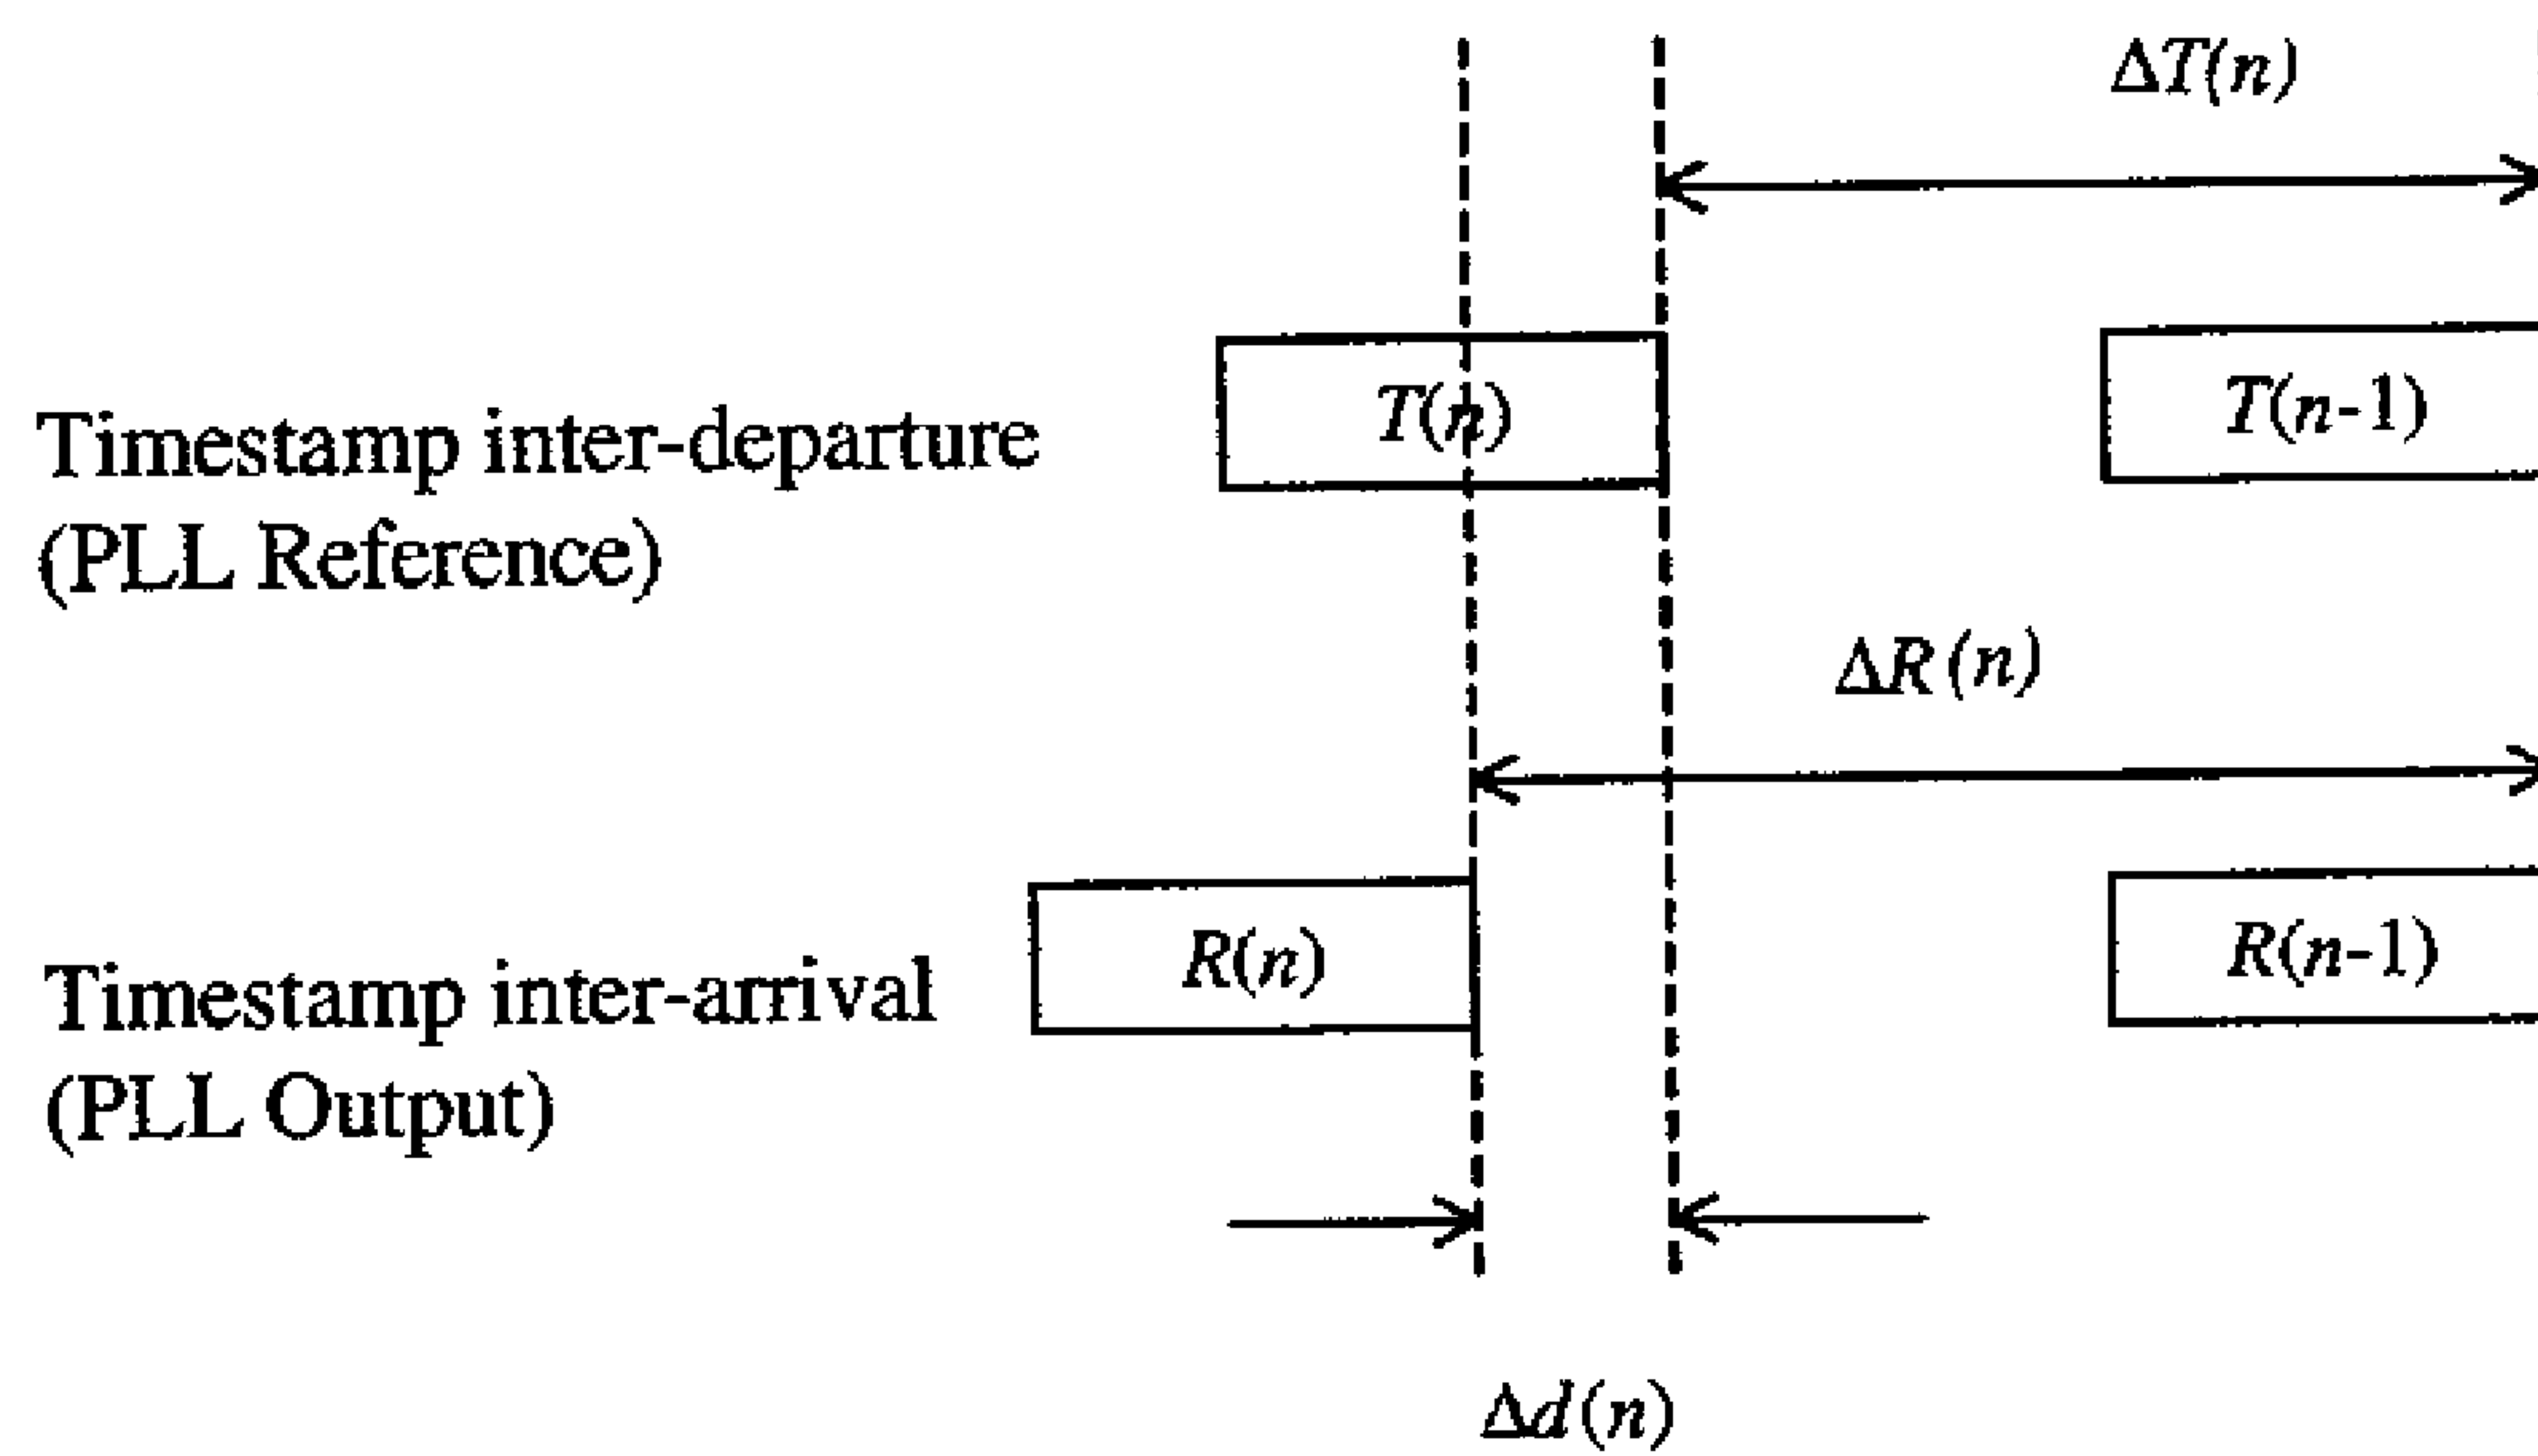 ΔT(n)
T(n)
T(n-1)
Timestamp inter-departure
(PLL Reference)
ΔR(n)
R(n)
R(n-1)
Timestamp inter-arrival
(PLL Output)
Δd(n)